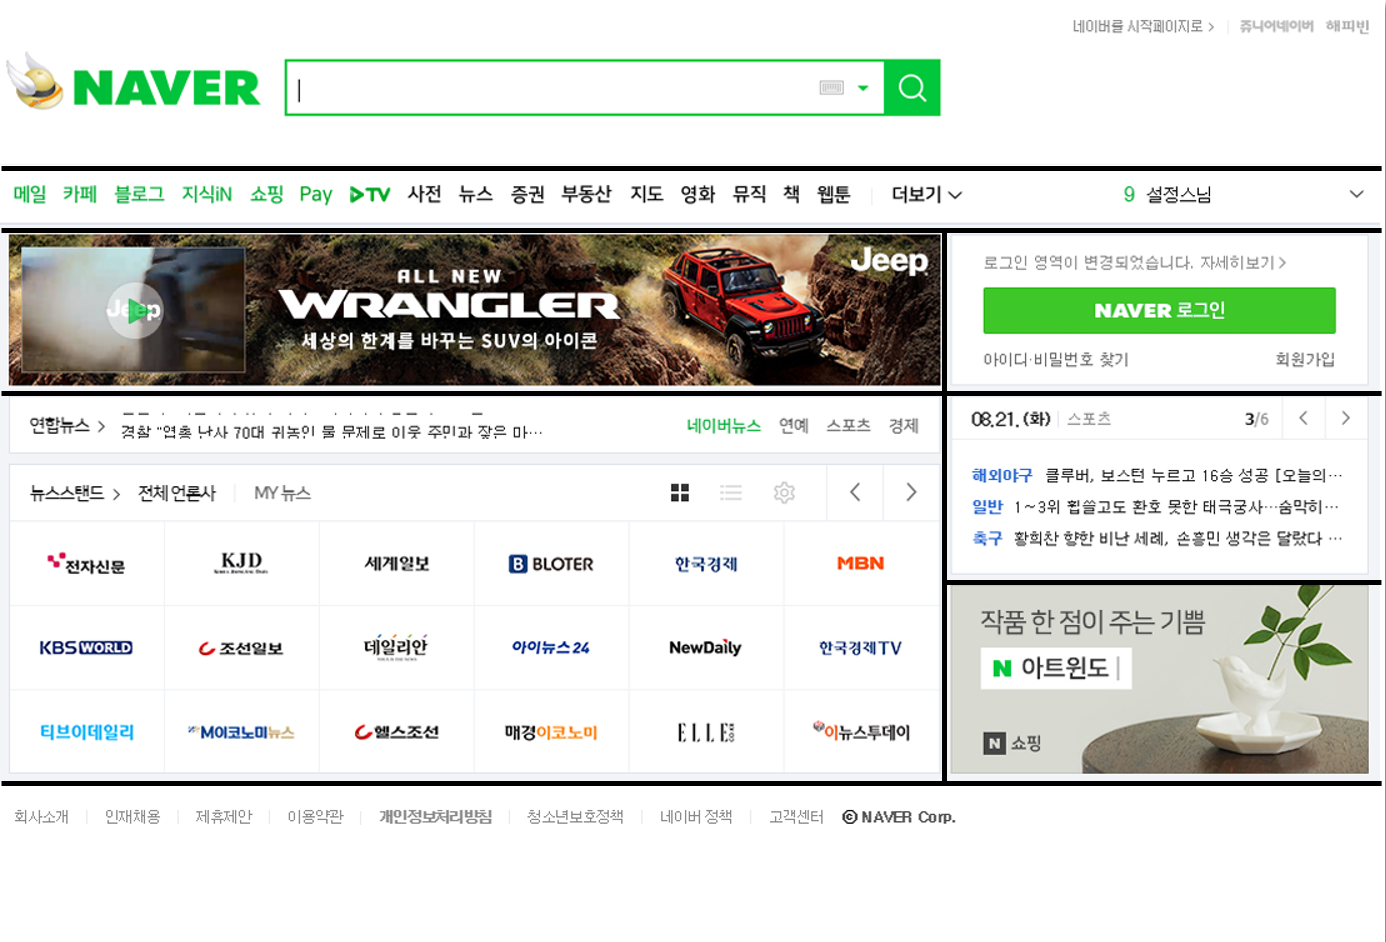 네이버를 시작페이지로 >
쥬니어네이버 해피빈
NAVER
메일 카페 블로그 지식iN 쇼핑 Pay TV 사전 뉴스 증권 부동산 지도 영화 뮤직 책 웹툰 더보기
9 설정스님
Jeep
Jeep
ALL NEW
WRANGLER
세상의 한계를 바꾸는 SUV의 아이콘
로그인 영역이 변경되었습니다. 자세히보기 >
NAVER 로그인
아이디·비밀번호 찾기 회원가입
연합뉴스 >
경찰 "엽총 난사 70대 귀농인 물 문제로 이웃 주민과 잦은 마…
네이버뉴스 연예 스포츠 경제
뉴스스탠드 > 전체 언론사 MY 뉴스
전자신문 KJD 세계일보 BLOTER 한국경제 MBN
KBS WORLD 조선일보 데일리안 아이뉴스24 NewDaily 한국경제TV
티브이데일리 M이코노미뉴스 헬스조선 매경이코노미 ELLE 이뉴스투데이
08.21.(화) 스포츠 3/6 < >
해외야구 클루버, 보스턴 누르고 16승 성공 [오늘의…
일반 1~3위 휩쓸고도 환호 못한 태극궁사…숨막히…
축구 황희찬 향한 비난 세례, 손흥민 생각은 달랐다 …
작품 한 점이 주는 기쁨
N 아트윈도
N 쇼핑
회사소개 인재채용 제휴제안 이용약관 개인정보처리방침 청소년보호정책 네이버 정책 고객센터 ⓒ NAVER Corp.